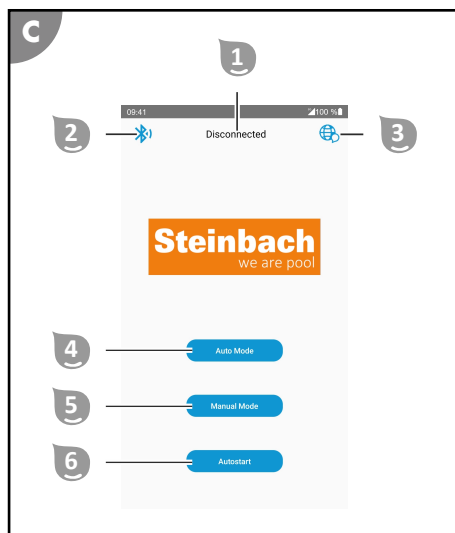 C
1
09:41 100 %
2 Disconnected 3
Steinbach
we are pool
4 Auto Mode
5 Manual Mode
6 Autostart